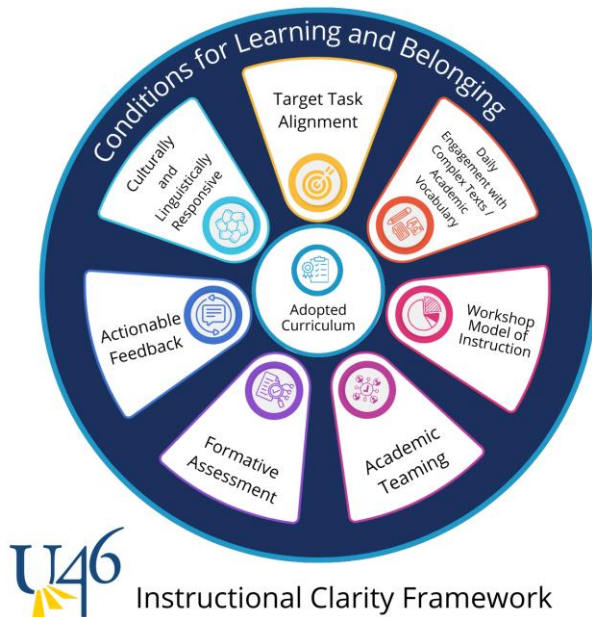 Conditions for Learning and Belonging
Target Task
Alignment
Daily
Engagement with
Complex Texts /
Academic
Vocabulary
Workshop
Model of
Instruction
Academic
Teaming
Formative
Assessment
Actionable
Feedback
Culturally
and
Linguistically
Responsive
Adopted
Curriculum
U46
Instructional Clarity Framework